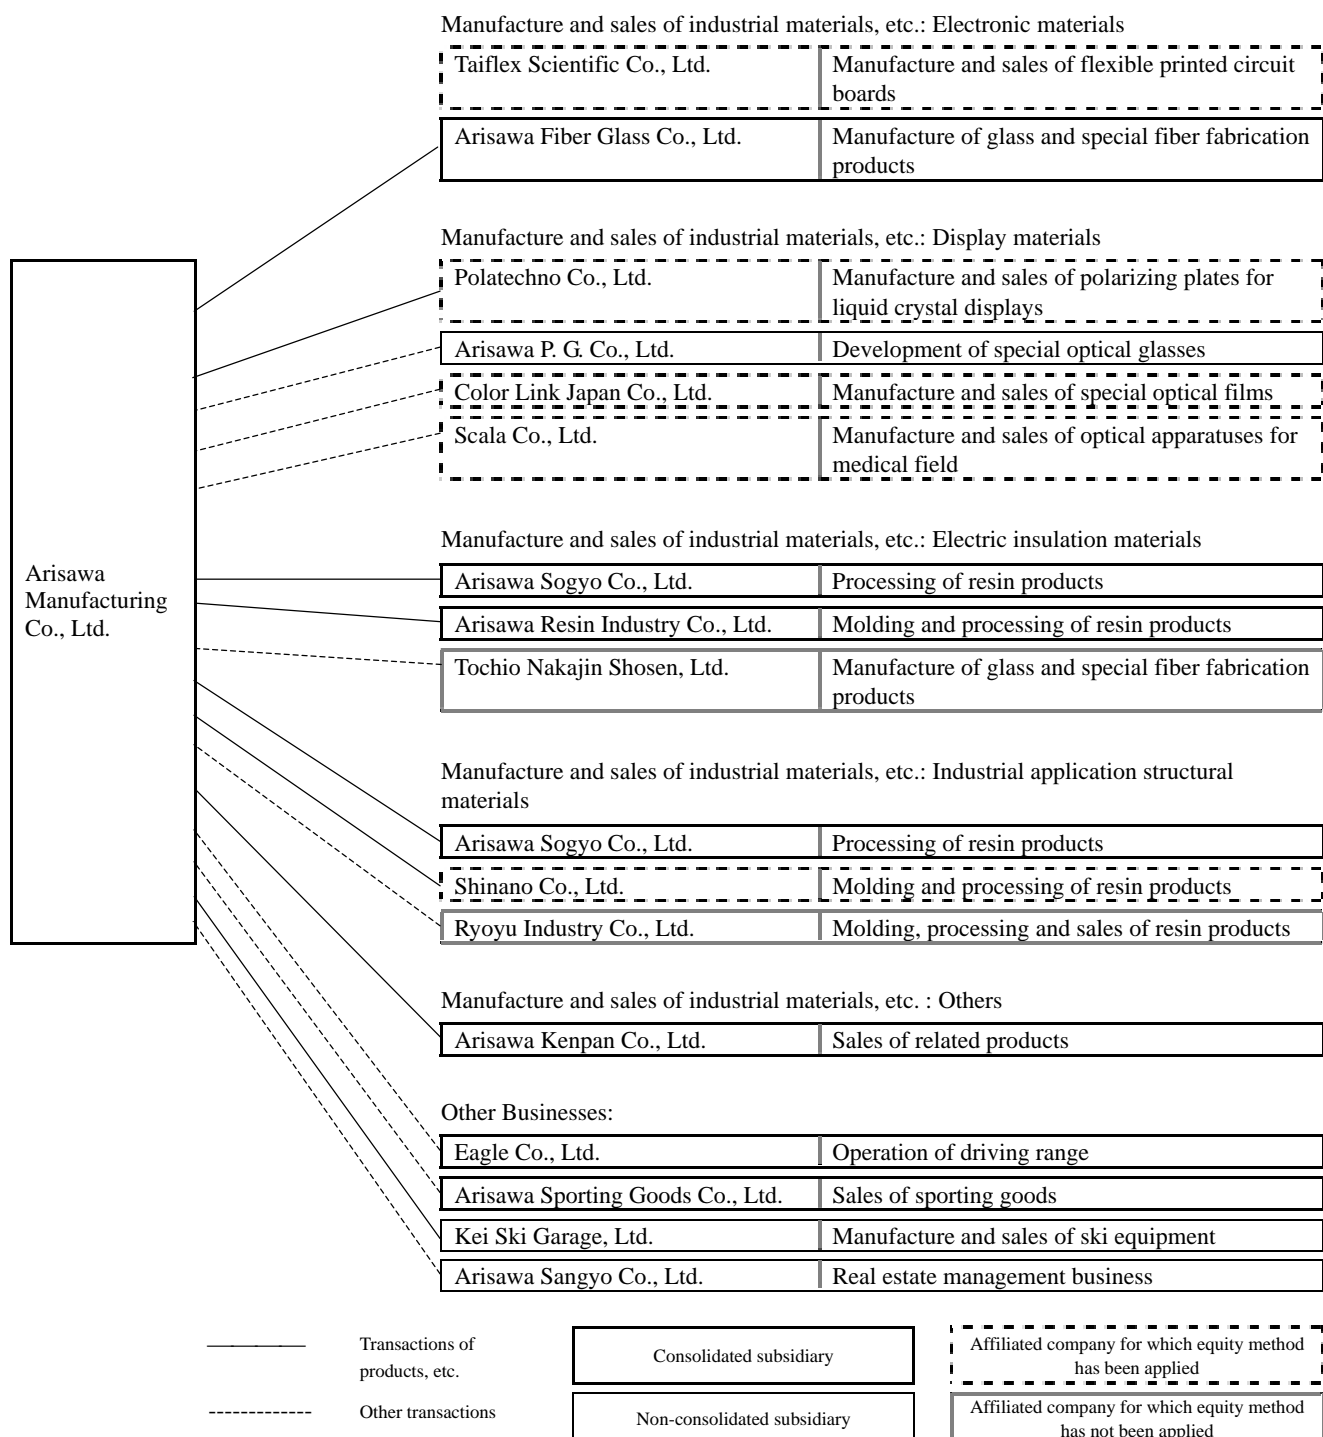 Manufacture and sales of industrial materials, etc.: Electronic materials
Taiflex Scientific Co., Ltd.
Manufacture and sales of flexible printed circuit
boards
Arisawa Fiber Glass Co., Ltd.
Manufacture of glass and special fiber fabrication
products
Manufacture and sales of industrial materials, etc.: Display materials
Polatechno Co., Ltd.
Manufacture and sales of polarizing plates for
liquid crystal displays
Arisawa P. G. Co., Ltd.
Development of special optical glasses
Color Link Japan Co., Ltd.
Manufacture and sales of special optical films
Scala Co., Ltd.
Manufacture and sales of optical apparatuses for
medical field
Arisawa
Manufacturing
Co., Ltd.
Manufacture and sales of industrial materials, etc.: Electric insulation materials
Arisawa Sogyo Co., Ltd.
Processing of resin products
Arisawa Resin Industry Co., Ltd.
Molding and processing of resin products
Tochio Nakajin Shosen, Ltd.
Manufacture of glass and special fiber fabrication
products
Manufacture and sales of industrial materials, etc.: Industrial application structural
materials
Arisawa Sogyo Co., Ltd.
Processing of resin products
Shinano Co., Ltd.
Molding and processing of resin products
Ryoyu Industry Co., Ltd.
Molding, processing and sales of resin products
Manufacture and sales of industrial materials, etc. : Others
Arisawa Kenpan Co., Ltd.
Sales of related products
Other Businesses:
Eagle Co., Ltd.
Operation of driving range
Arisawa Sporting Goods Co., Ltd.
Sales of sporting goods
Kei Ski Garage, Ltd.
Manufacture and sales of ski equipment
Arisawa Sangyo Co., Ltd.
Real estate management business
Transactions of
products, etc.
Consolidated subsidiary
Affiliated company for which equity method
has been applied
Other transactions
Non-consolidated subsidiary
Affiliated company for which equity method
has not been applied